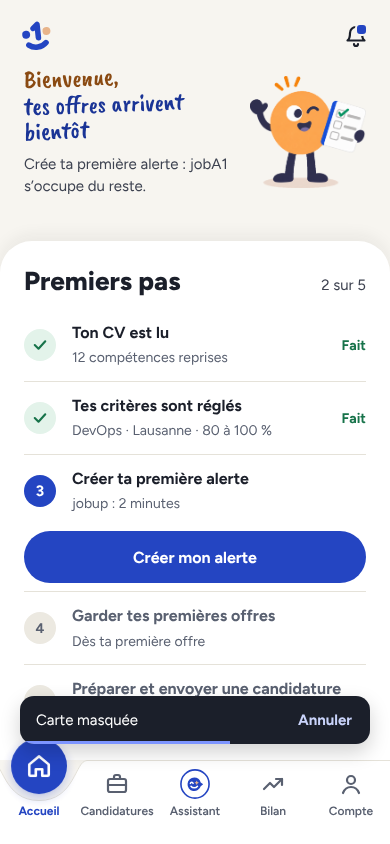 Bienvenue,
tes offres arrivent
bientôt
Crée ta première alerte : jobA1
s’occupe du reste.
Premiers pas
2 sur 5
Ton CV est lu
12 compétences reprises
Fait
Tes critères sont réglés
DevOps · Lausanne · 80 à 100 %
Fait
3
Créer ta première alerte
jobup : 2 minutes
Créer mon alerte
4
Garder tes premières offres
Dès ta première offre
Préparer et envoyer une candidature
Carte masquée
Annuler
Accueil
Candidatures
Assistant
Bilan
Compte